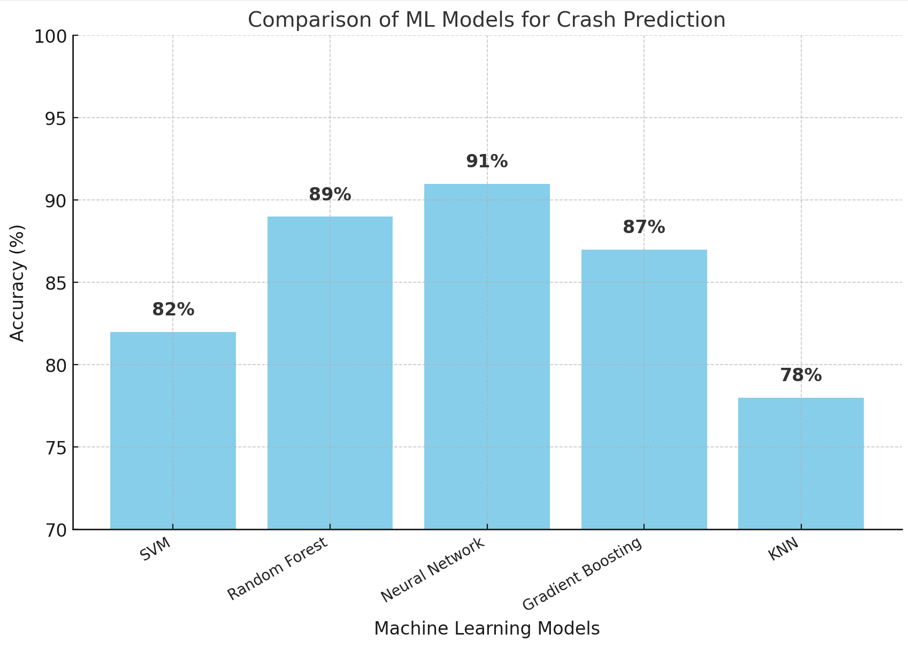 Comparison of ML Models for Crash Prediction
100
95
90
85
80
75
70
Accuracy (%)
82%
89%
91%
87%
78%
SVM
Random Forest
Neural Network
Gradient Boosting
KNN
Machine Learning Models